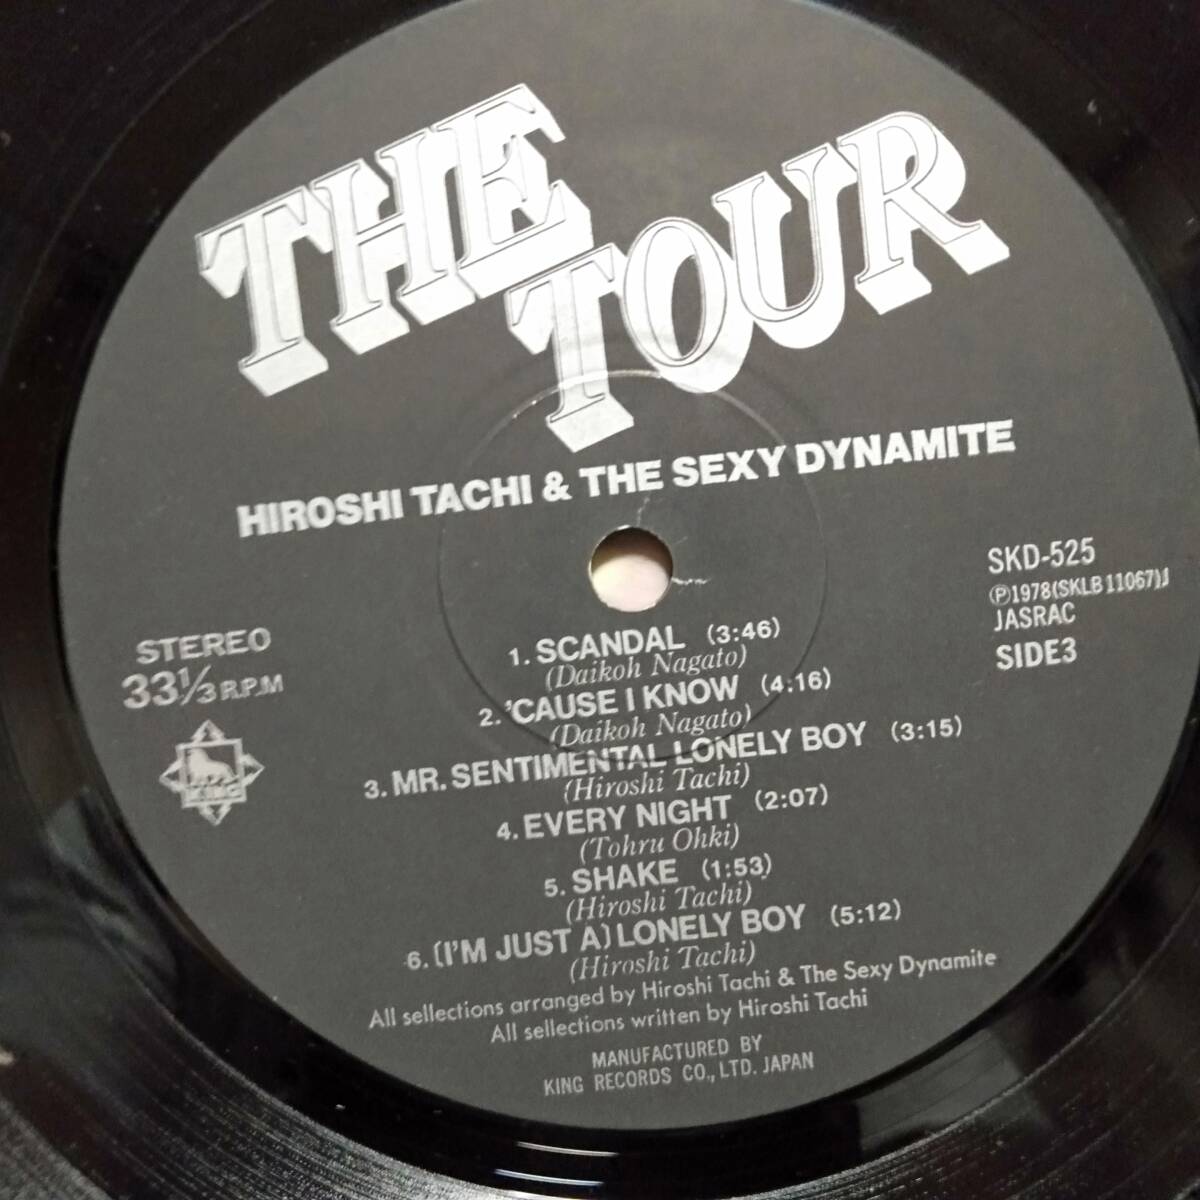 THE
TOUR
HIROSHI TACHI & THE SEXY DYNAMITE
SKD-525
Ⓟ1978(SKLB11067)J
JASRAC
SIDE3
STEREO
33⅓ R.P.M
KING
1. SCANDAL (3:46)
(Daikoh Nagato)
2. 'CAUSE I KNOW (4:16)
(Daikoh Nagato)
3. MR. SENTIMENTAL LONELY BOY (3:15)
(Hiroshi Tachi)
4. EVERY NIGHT (2:07)
(Tohru Ohki)
5. SHAKE (1:53)
(Hiroshi Tachi)
6. (I'M JUST A) LONELY BOY (5:12)
(Hiroshi Tachi)
All sellections arranged by Hiroshi Tachi & The Sexy Dynamite
All sellections written by Hiroshi Tachi
MANUFACTURED BY
KING RECORDS CO., LTD. JAPAN